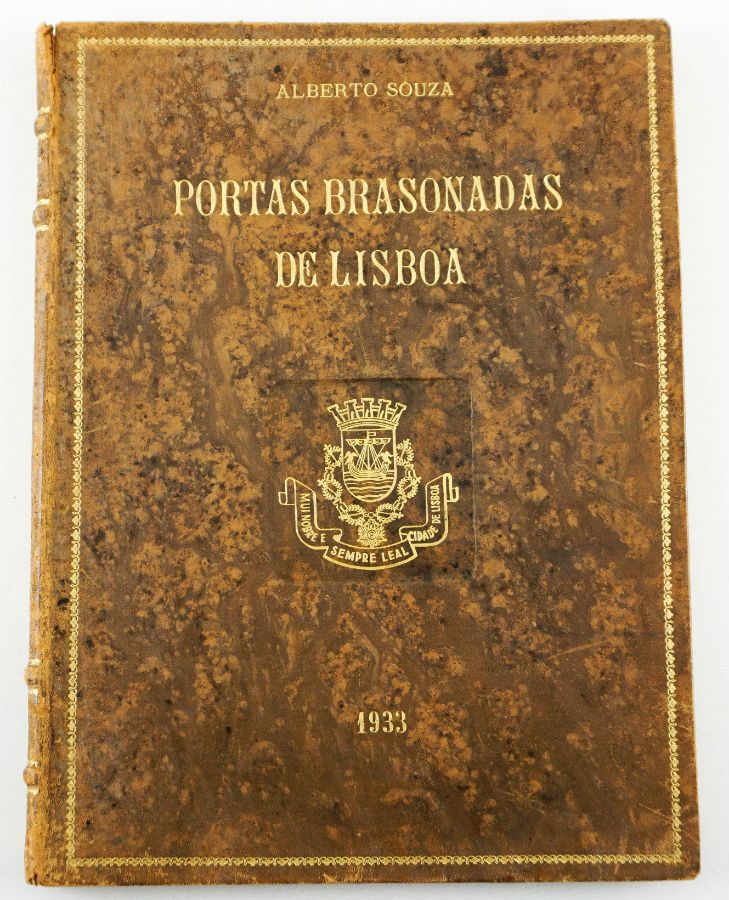 ALBERTO SOUZA
PORTAS BRASONADAS
DE LISBOA
MUI NOBRE E
SEMPRE LEAL
CIDADE DE LISBOA
1933